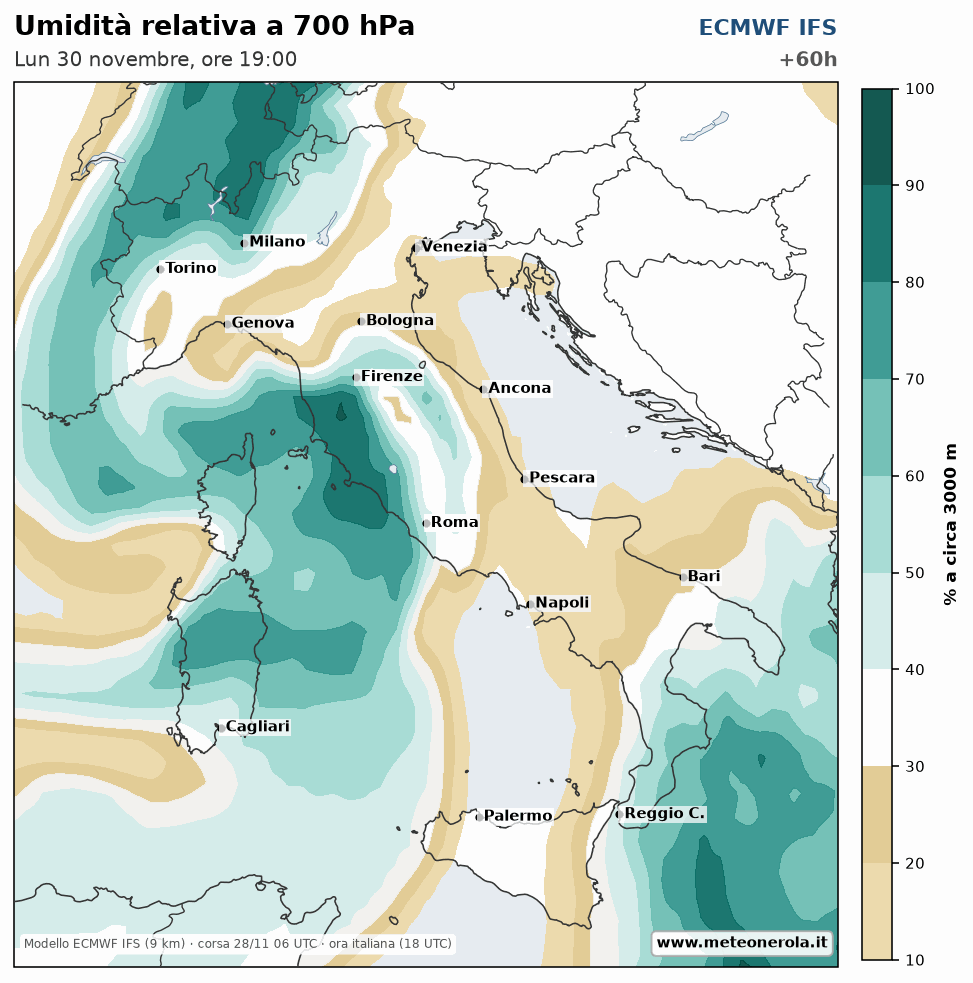 Umidità relativa a 700 hPa
ECMWF IFS
Lun 30 novembre, ore 19:00
+60h
100
90
80
70
60
50
40
30
20
10
% a circa 3000 m
Milano
Venezia
Torino
Genova
Bologna
Firenze
Ancona
Pescara
Roma
Bari
Napoli
Cagliari
Palermo
Reggio C.
Modello ECMWF IFS (9 km) · corsa 28/11 06 UTC · ora italiana (18 UTC)
www.meteonerola.it